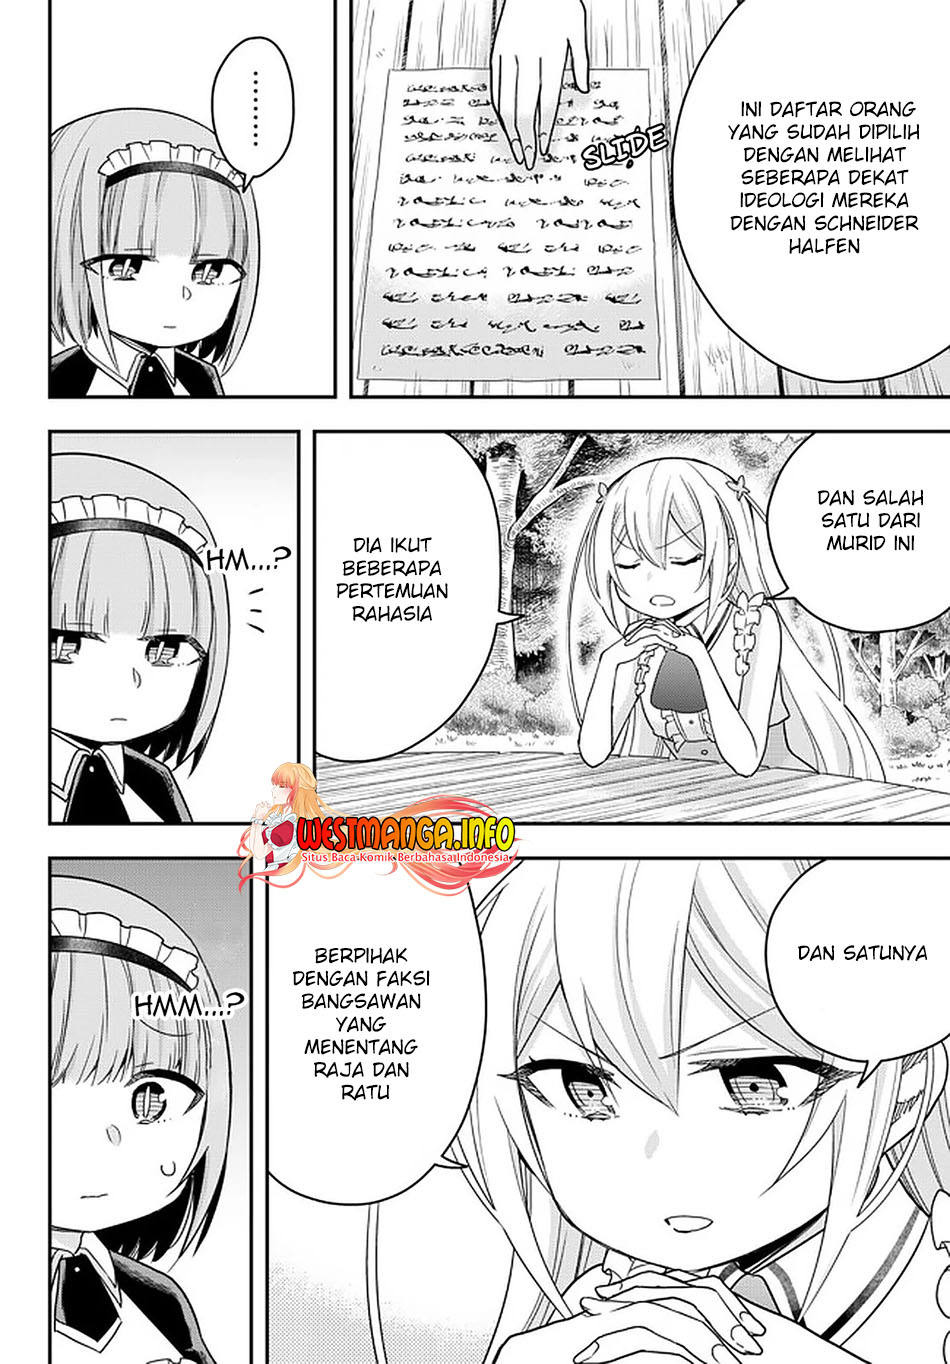 INI DAFTAR ORANG
YANG SUDAH DIPILIH
DENGAN MELIHAT
SEBERAPA DEKAT
IDEOLOGI MEREKA
DENGAN SCHNEIDER
HALFEN
SLIDE
.........
DAN SALAH
SATU DARI
MURID INI
DIA IKUT
BEBERAPA
PERTEMUAN
RAHASIA
HM...?
WESTMANGA.INFO
Situs Baca Komik Berbahasa Indonesia
DAN SATUNYA
BERPIHAK
DENGAN FAKSI
BANGSAWAN
YANG
MENENTANG
RAJA DAN
RATU
HMM...?